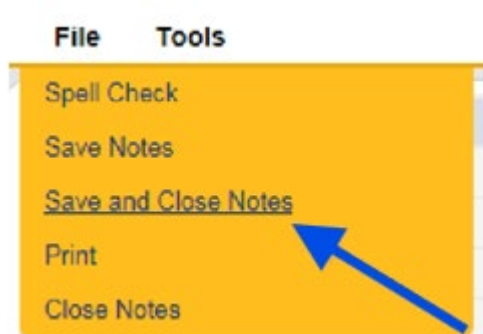 File Tools
Spell Check
Save Notes
Save and Close Notes
Print
Close Notes